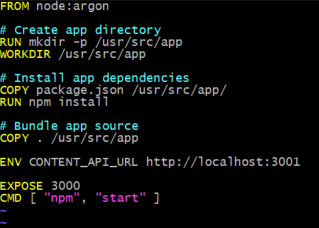 FROM node:argon
# Create app directory
RUN mkdir -p /usr/src/app
WORKDIR /usr/src/app
# Install app dependencies
COPY package.json /usr/src/app/
RUN npm install
# Bundle app source
COPY . /usr/src/app
ENV CONTENT_API_URL http://localhost:3001
EXPOSE 3000
CMD [ "npm", "start" ]
~
~